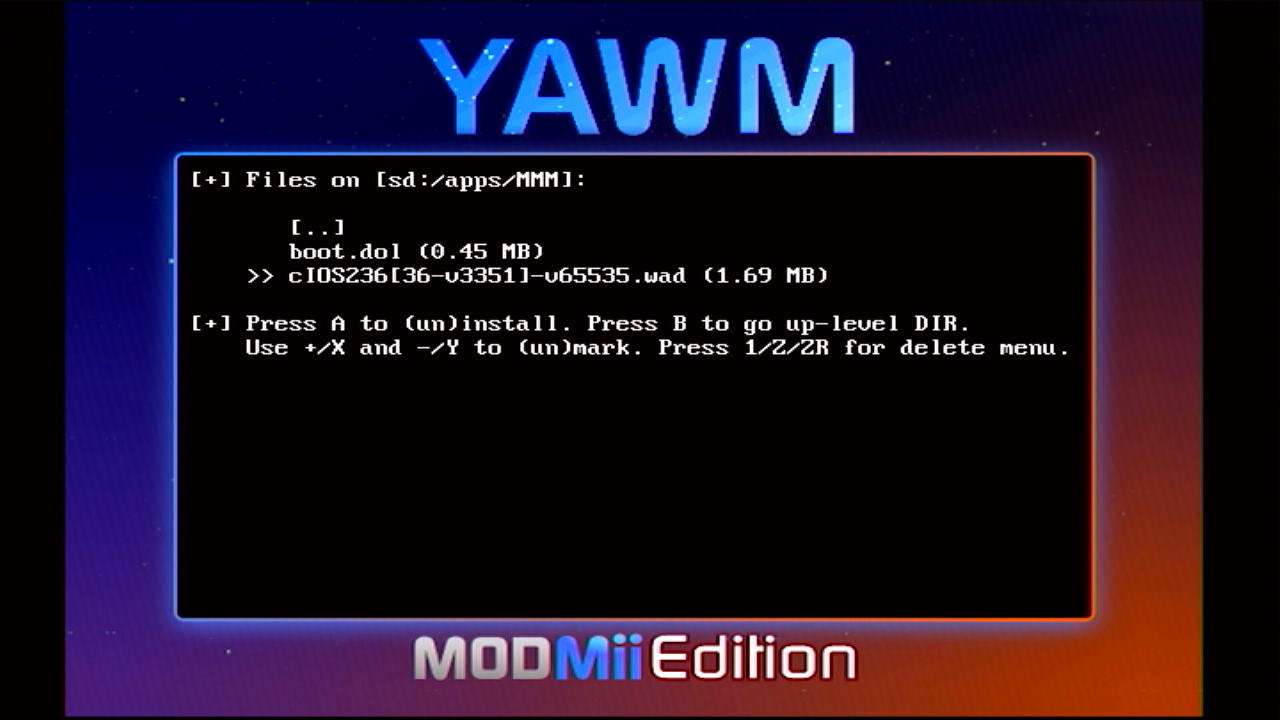 YAWM
[+] Files on [sd:/apps/MMM]:
[..]
boot.dol (0.45 MB)
>> cIOS236[36-v3351]-v65535.wad (1.69 MB)
[+] Press A to (un)install. Press B to go up-level DIR.
Use +/X and -/Y to (un)mark. Press 1/Z/ZR for delete menu.
MODMii Edition